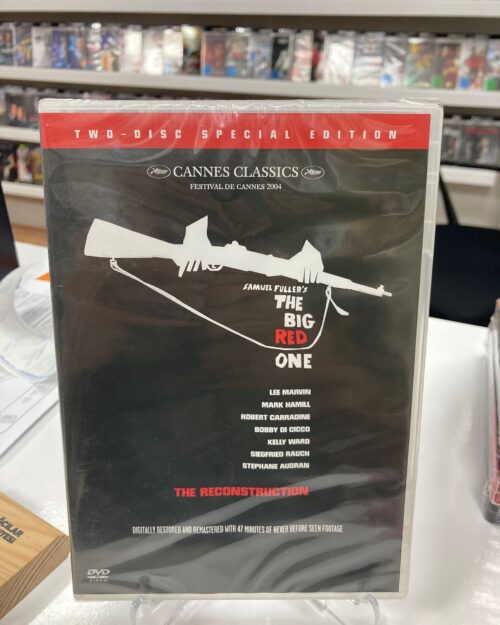 TWO-DISC SPECIAL EDITION
CANNES CLASSICS
FESTIVAL DE CANNES 2004
SAMUEL FULLER'S
THE
BIG
RED
ONE
LEE MARVIN
MARK HAMILL
ROBERT CARRADINE
BOBBY DI CICCO
KELLY WARD
SIEGFRIED RAUCH
STEPHANE AUDRAN
THE RECONSTRUCTION
DIGITALLY RESTORED AND REMASTERED WITH 47 MINUTES OF NEVER BEFORE SEEN FOOTAGE
DVD
VIDEO